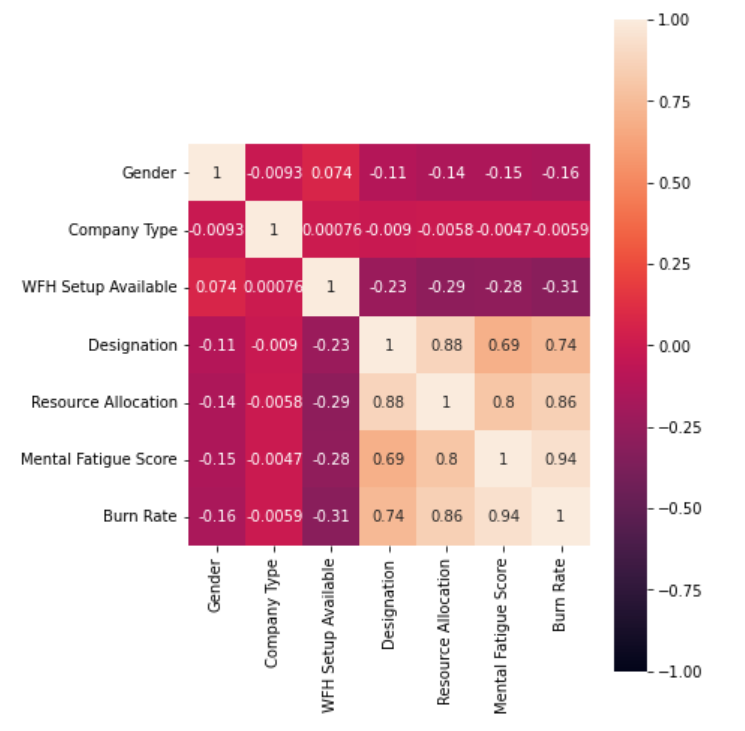 1.00
0.75
0.50
0.25
0.00
−0.25
−0.50
−0.75
−1.00
Gender 1 -0.0093 0.074 -0.11 -0.14 -0.15 -0.16
Company Type -0.0093 1 0.00076 -0.009 -0.0058 -0.0047 -0.0059
WFH Setup Available 0.074 0.00076 1 -0.23 -0.29 -0.28 -0.31
Designation -0.11 -0.009 -0.23 1 0.88 0.69 0.74
Resource Allocation -0.14 -0.0058 -0.29 0.88 1 0.8 0.86
Mental Fatigue Score -0.15 -0.0047 -0.28 0.69 0.8 1 0.94
Burn Rate -0.16 -0.0059 -0.31 0.74 0.86 0.94 1
Gender
Company Type
WFH Setup Available
Designation
Resource Allocation
Mental Fatigue Score
Burn Rate